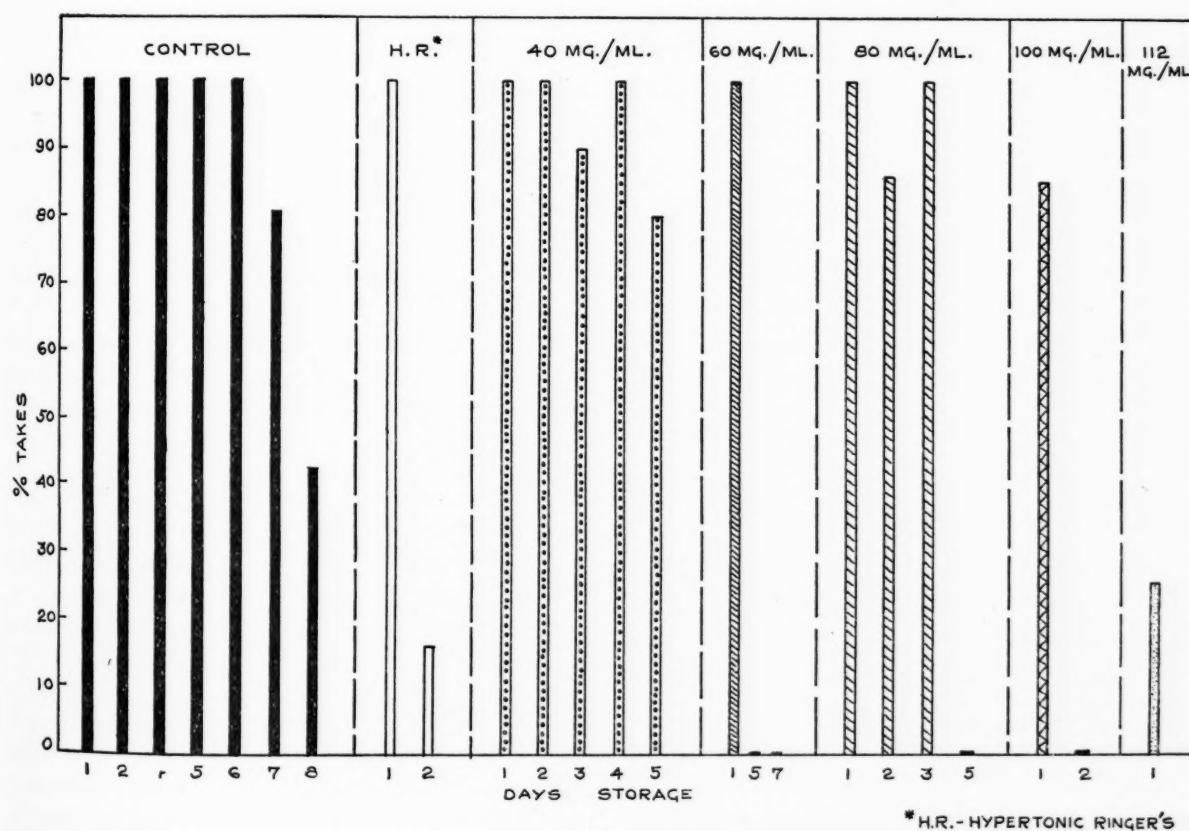 CONTROL H.R.* 40 MG./ML. 60 MG./ML. 80 MG./ML. 100 MG./ML. 112 MG./ML
100
90
80
70
60
50
40
30
20
10
0
% TAKES
1 2 r 5 6 7 8 1 2 1 2 3 4 5 1 5 7 1 2 3 5 1 2 1
DAYS STORAGE
*H.R.-HYPERTONIC RINGER'S